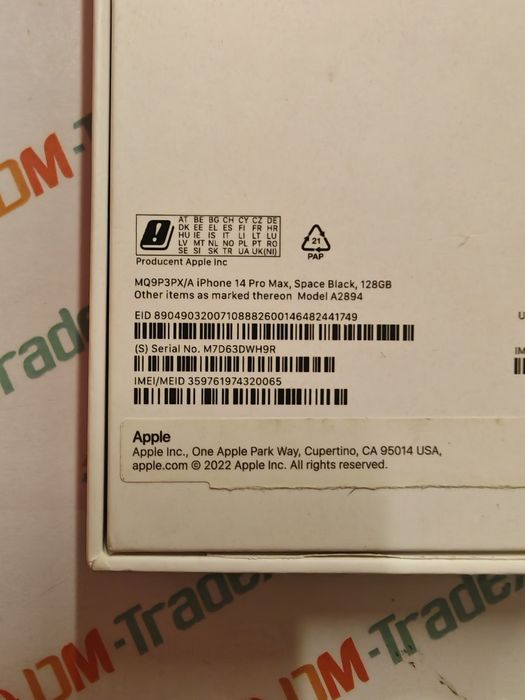 AT BE BG CH CY CZ DE
DK EE EL ES FI FR HR
HU IE IS IT LI LT LU
LV MT NL NO PL PT RO
SE SI SK TR UA UK(NI)
21
PAP
Producent Apple Inc
MQ9P3PX/A iPhone 14 Pro Max, Space Black, 128GB
Other items as marked thereon Model A2894
EID 89049032007108882600146482441749
(S) Serial No. M7D63DWH9R
IMEI/MEID 359761974320065
Apple
Apple Inc., One Apple Park Way, Cupertino, CA 95014 USA,
apple.com © 2022 Apple Inc. All rights reserved.
U
IM
DM-T
radex
DM-Tradex